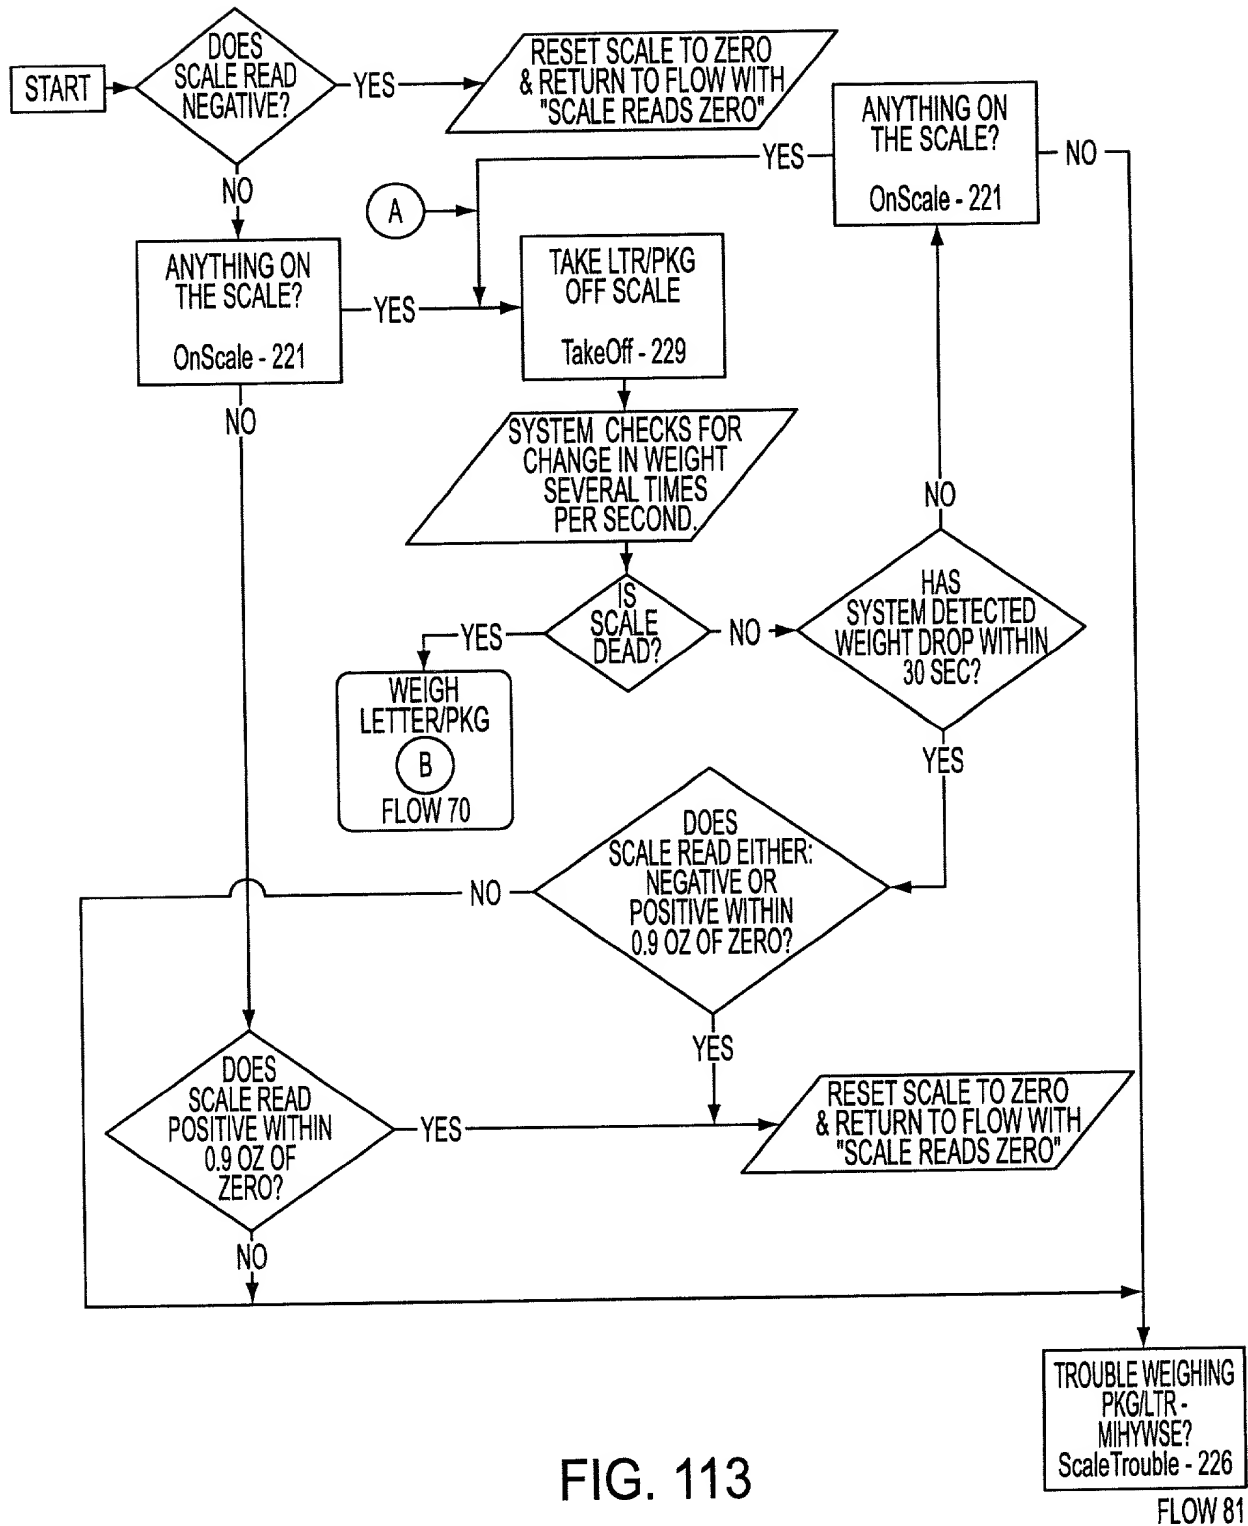 START
DOES
SCALE READ
NEGATIVE?
YES
RESET SCALE TO ZERO
& RETURN TO FLOW WITH
"SCALE READS ZERO"
NO
ANYTHING ON
THE SCALE?
OnScale - 221
YES
NO
A
ANYTHING ON
THE SCALE?
OnScale - 221
YES
NO
TAKE LTR/PKG
OFF SCALE
TakeOff - 229
SYSTEM CHECKS FOR
CHANGE IN WEIGHT
SEVERAL TIMES
PER SECOND.
IS
SCALE
DEAD?
YES
NO
WEIGH
LETTER/PKG
B
FLOW 70
NO
HAS
SYSTEM DETECTED
WEIGHT DROP WITHIN
30 SEC?
YES
DOES
SCALE READ EITHER:
NEGATIVE OR
POSITIVE WITHIN
0.9 OZ OF ZERO?
NO
YES
DOES
SCALE READ
POSITIVE WITHIN
0.9 OZ OF
ZERO?
YES
NO
RESET SCALE TO ZERO
& RETURN TO FLOW WITH
"SCALE READS ZERO"
TROUBLE WEIGHING
PKG/LTR -
MIHYWSE?
ScaleTrouble - 226
FLOW 81
FIG. 113